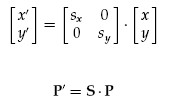 [x′ y′] = [sx 0 0 sy] · [x y]
P′ = S · P